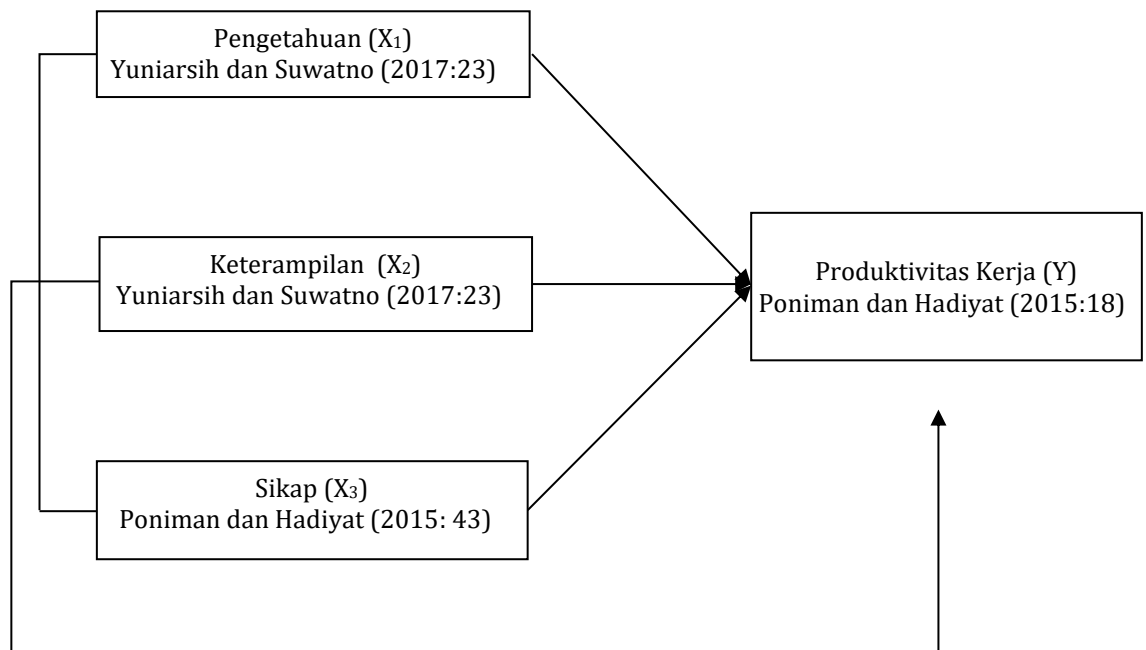 Pengetahuan (X₁)
Yuniarsih dan Suwatno (2017:23)
Keterampilan (X₂)
Yuniarsih dan Suwatno (2017:23)
Produktivitas Kerja (Y)
Poniman dan Hadiyat (2015:18)
Sikap (X₃)
Poniman dan Hadiyat (2015: 43)